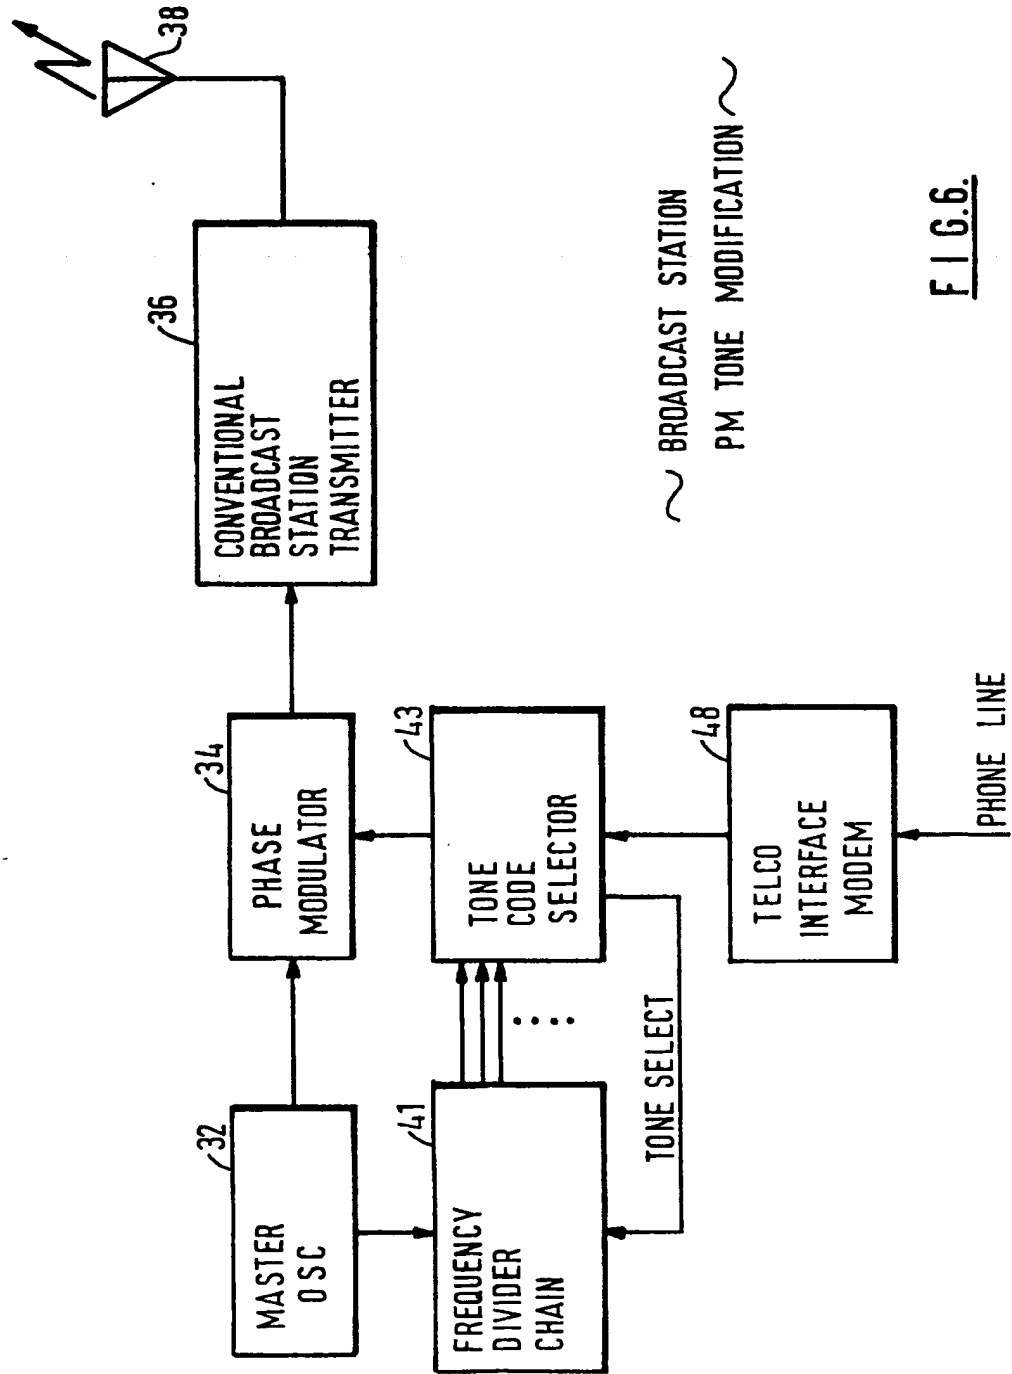 38
36
CONVENTIONAL
BROADCAST
STATION
TRANSMITTER
34
PHASE
MODULATOR
32
MASTER
OSC
43
TONE
CODE
SELECTOR
41
FREQUENCY
DIVIDER
CHAIN
TONE SELECT
48
TELCO
INTERFACE
MODEM
PHONE LINE
~ BROADCAST STATION
PM TONE MODIFICATION ~
FIG.6.